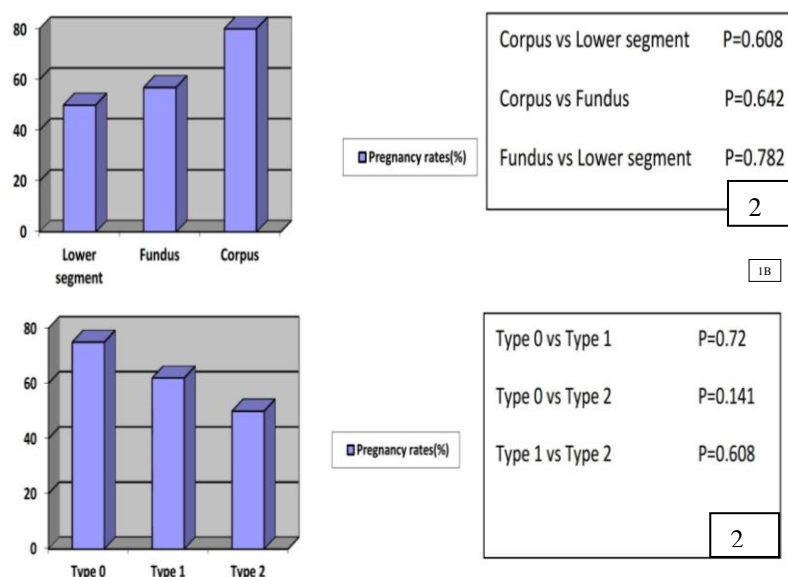 80
60
40
20
0
Lower
segment
Fundus
Corpus
Pregnancy rates(%)
Corpus vs Lower segment P=0.608
Corpus vs Fundus P=0.642
Fundus vs Lower segment P=0.782
2
1B
80
60
40
20
0
Type 0
Type 1
Type 2
Pregnancy rates(%)
Type 0 vs Type 1 P=0.72
Type 0 vs Type 2 P=0.141
Type 1 vs Type 2 P=0.608
2